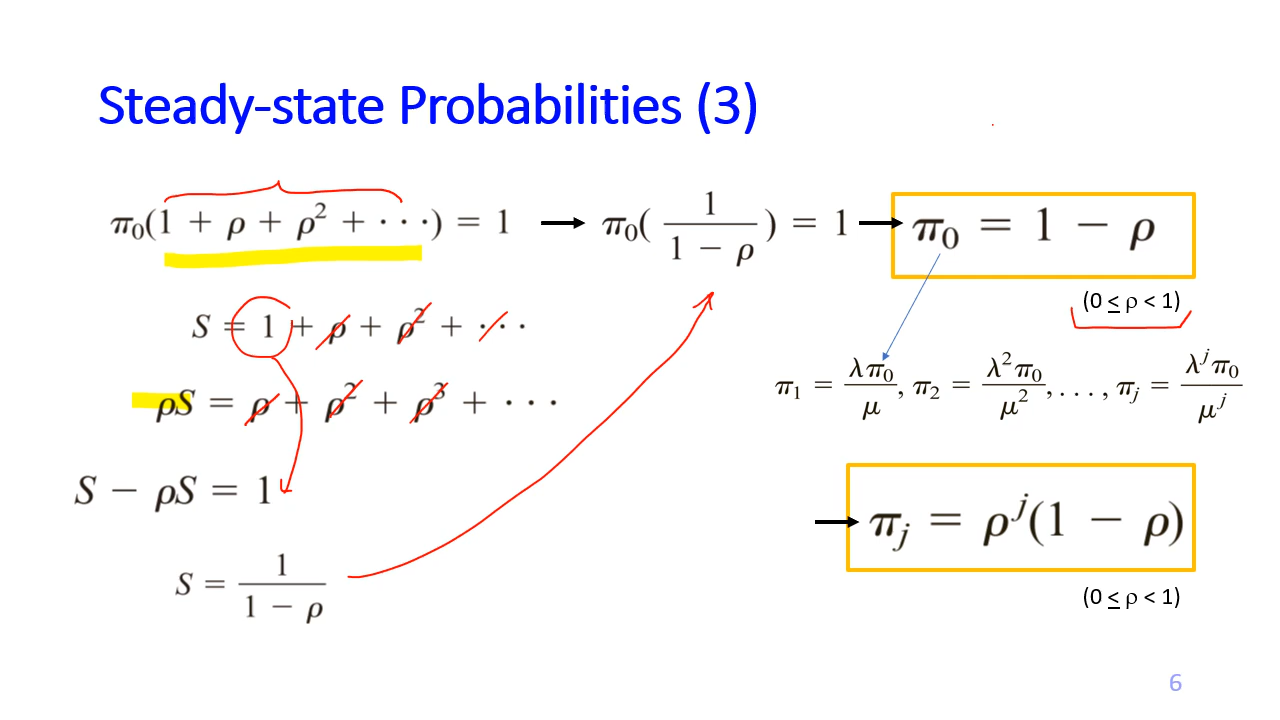 Steady-state Probabilities (3)
π₀(1 + ρ + ρ² + · · ·) = 1 → π₀( 1 / (1 − ρ) ) = 1 → π₀ = 1 − ρ
(0 ≤ ρ < 1)
S = 1 + ρ + ρ² + · · ·
π₁ = λπ₀ / μ, π₂ = λ²π₀ / μ², . . . , πⱼ = λʲπ₀ / μʲ
ρS = ρ + ρ² + ρ³ + · · ·
S − ρS = 1
→ πⱼ = ρʲ(1 − ρ)
S = 1 / (1 − ρ)
(0 ≤ ρ < 1)
6